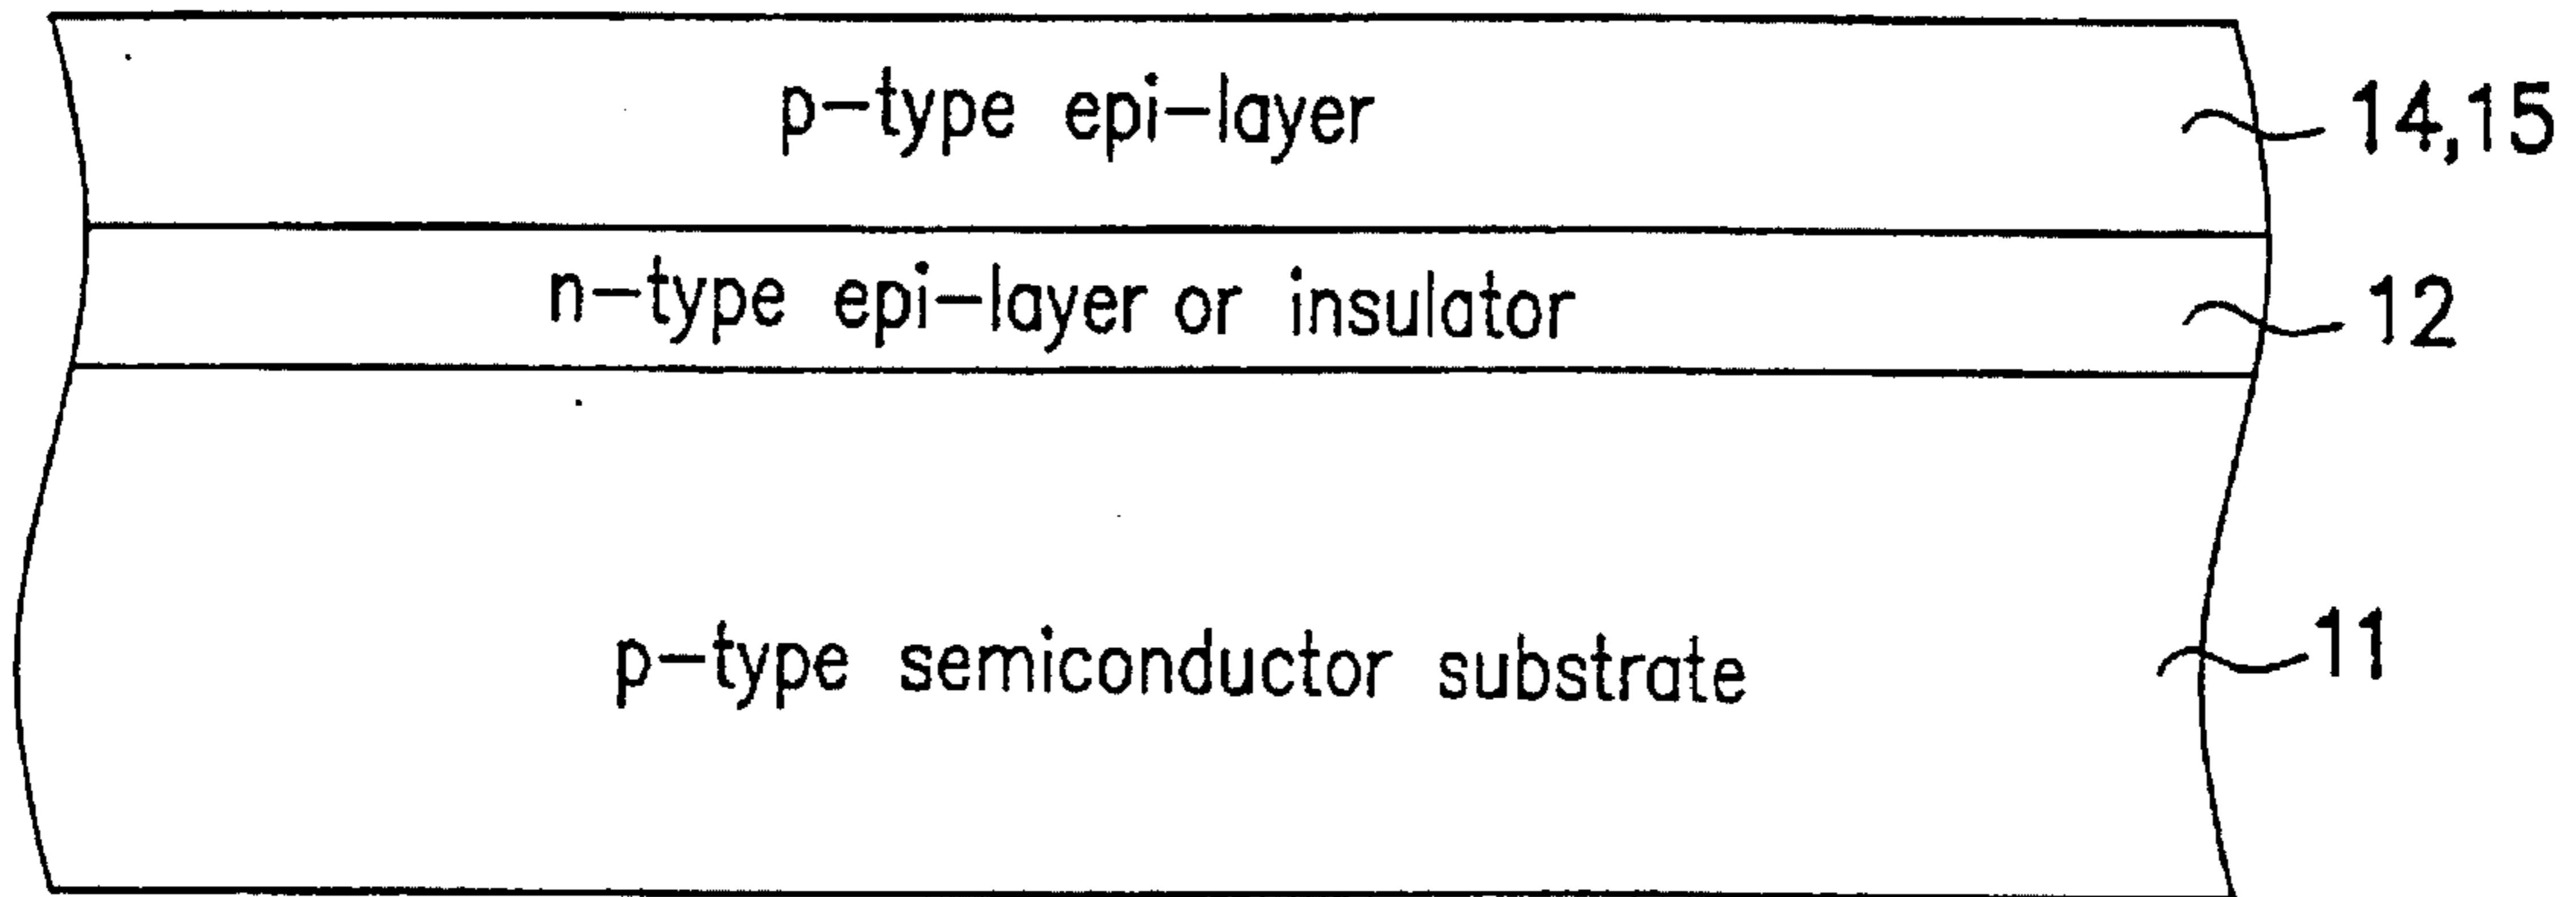 p-type epi-layer
14,15
n-type epi-layer or insulator
12
p-type semiconductor substrate
11